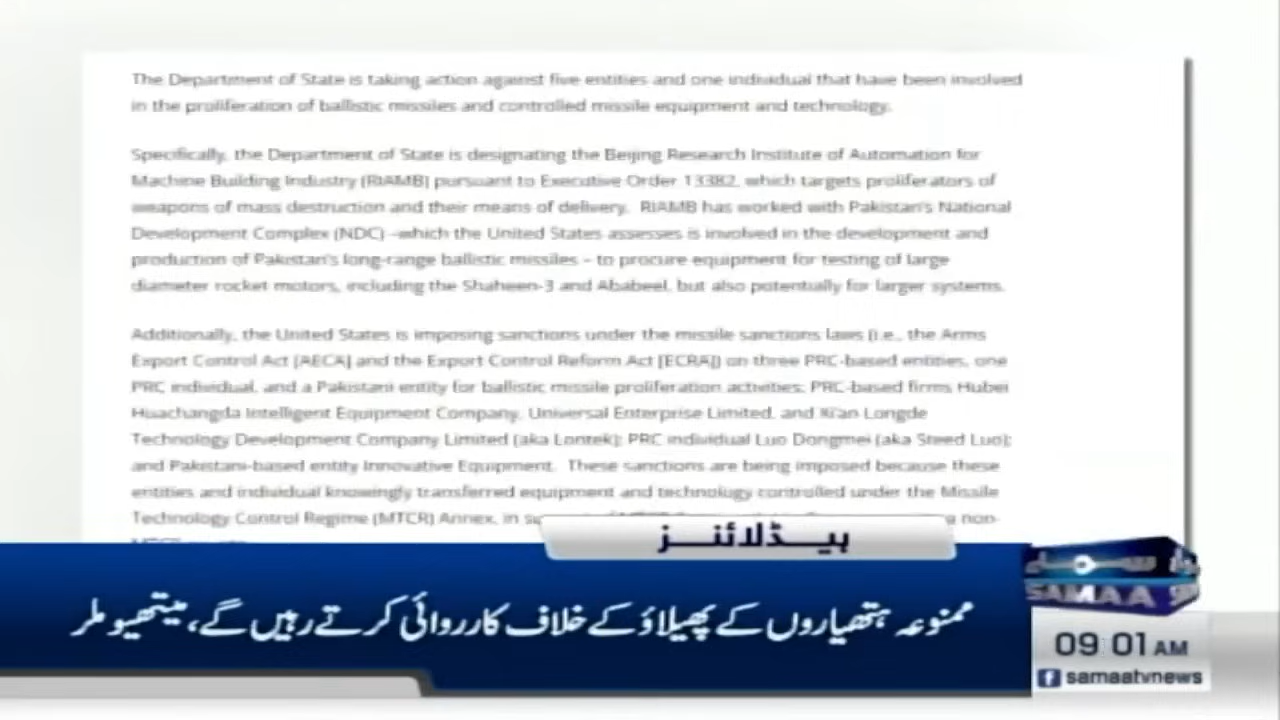 The Department of State is taking action against five entities and one individual that have been involved
in the proliferation of ballistic missiles and controlled missile equipment and technology.
Specifically, the Department of State is designating the Beijing Research Institute of Automation for
Machine Building Industry (RIAMB) pursuant to Executive Order 13382, which targets proliferators of
weapons of mass destruction and their means of delivery. RIAMB has worked with Pakistan's National
Development Complex (NDC) –which the United States assesses is involved in the development and
production of Pakistan's long-range ballistic missiles – to procure equipment for testing of large
diameter rocket motors, including the Shaheen-3 and Ababeel, but also potentially for larger systems.
Additionally, the United States is imposing sanctions under the missile sanctions laws (i.e., the Arms
Export Control Act [AECA] and the Export Control Reform Act [ECRA]) on three PRC-based entities, one
PRC individual, and a Pakistani entity for ballistic missile proliferation activities: PRC-based firms Hubei
Huachangda Intelligent Equipment Company, Universal Enterprise Limited, and Xi'an Longde
Technology Development Company Limited (aka Lontek); PRC individual Luo Dongmei (aka Steed Luo);
and Pakistani-based entity Innovative Equipment. These sanctions are being imposed because these
entities and individual knowingly transferred equipment and technology controlled under the Missile
Technology Control Regime (MTCR) Annex, in non-
ہیڈلائنز
ممنوعہ ہتھیاروں کے پھیلاؤ کے خلاف کارروائی کرتے رہیں گے، میتھیو ملر
سماء
SAMAA
09 01 AM
samaatvnews